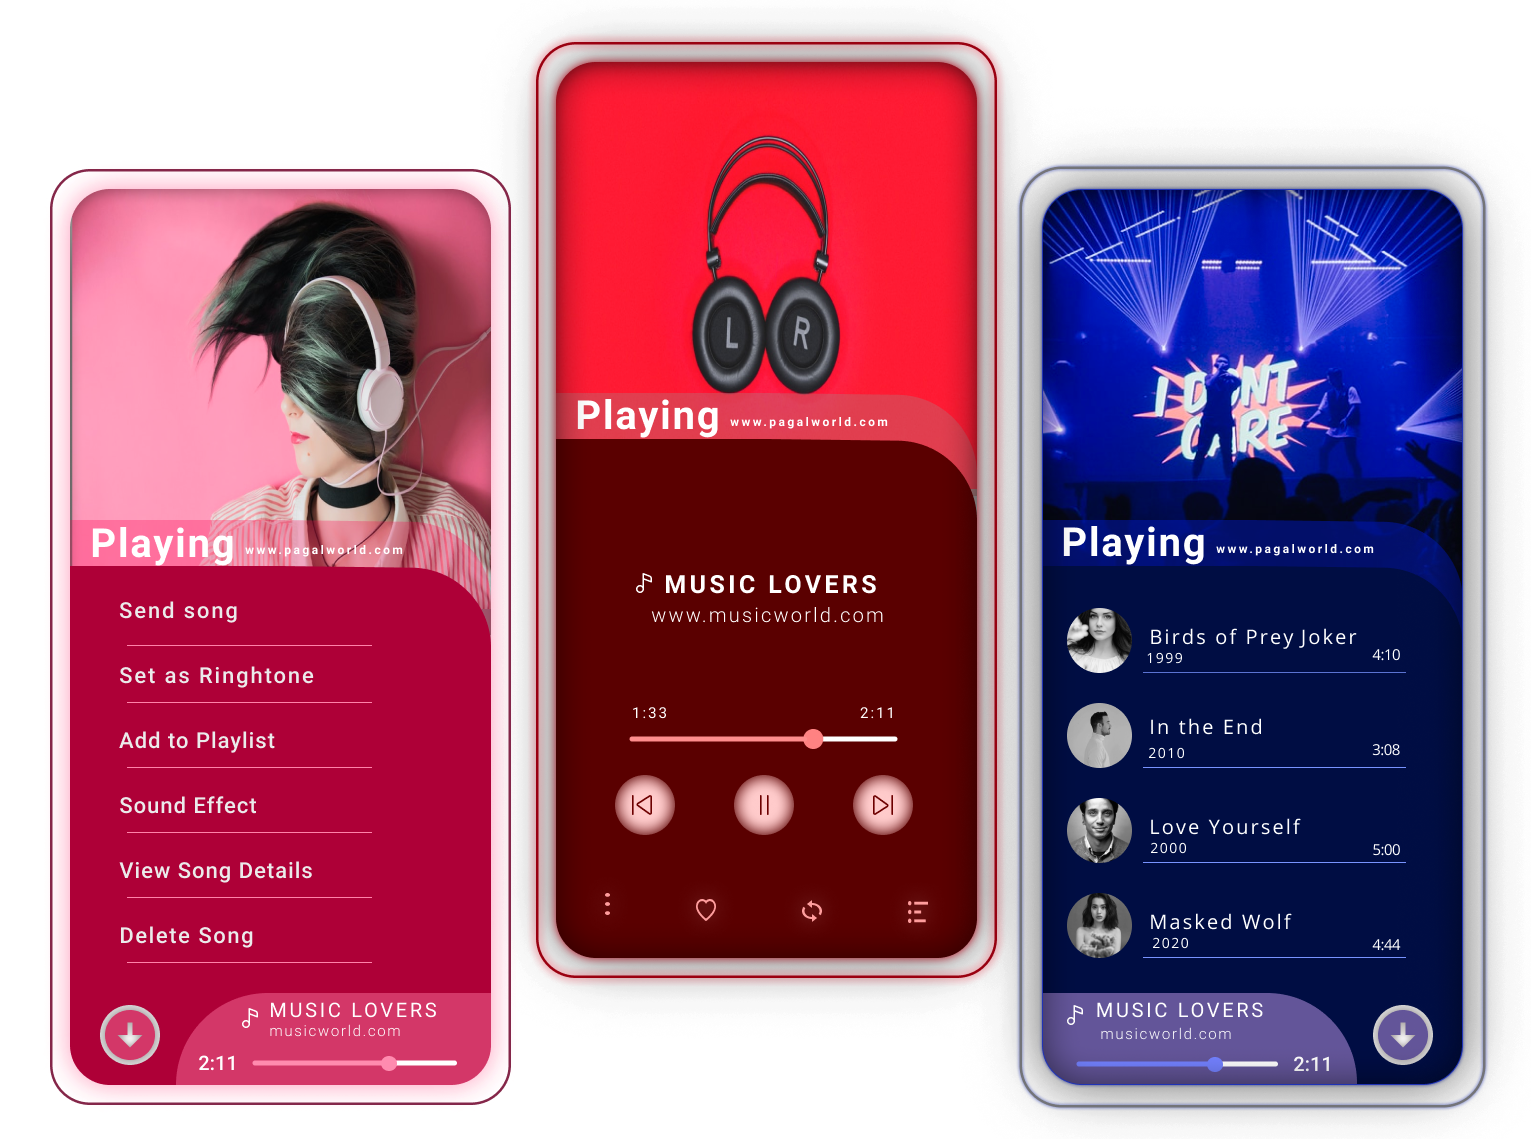 Playing www.pagalworld.com
Send song
Set as Ringhtone
Add to Playlist
Sound Effect
View Song Details
Delete Song
MUSIC LOVERS
musicworld.com
2:11
L R
Playing www.pagalworld.com
MUSIC LOVERS
www.musicworld.com
1:33 2:11
I DONT
CARE
Playing www.pagalworld.com
Birds of Prey Joker
1999 4:10
In the End
2010 3:08
Love Yourself
2000 5:00
Masked Wolf
2020 4:44
MUSIC LOVERS
musicworld.com
2:11